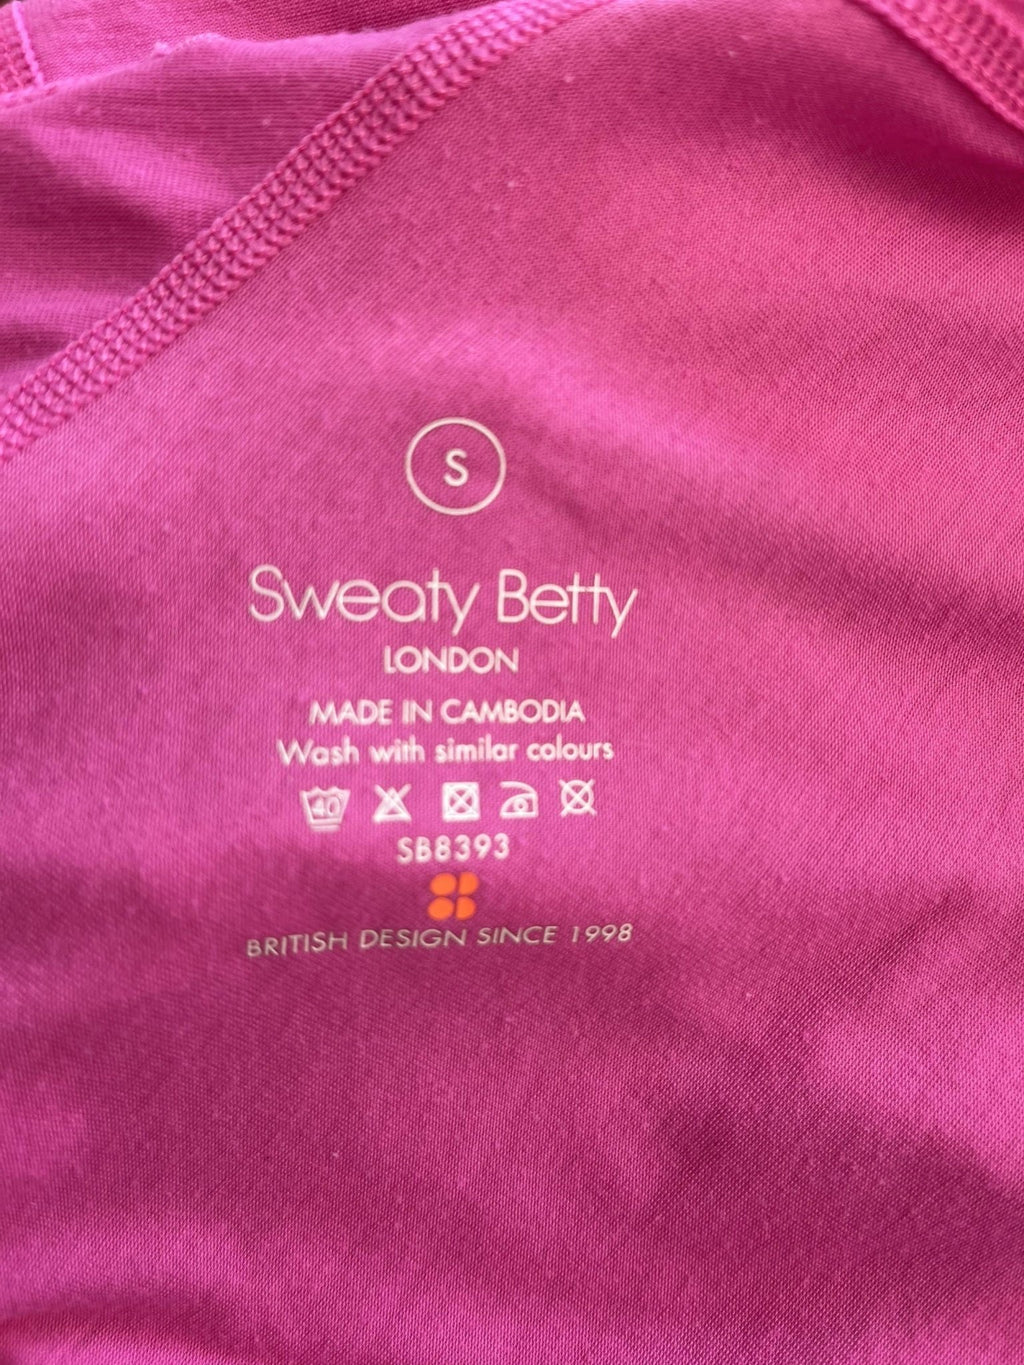 S
Sweaty Betty
LONDON
MADE IN CAMBODIA
Wash with similar colours
40
SB8393
BRITISH DESIGN SINCE 1998